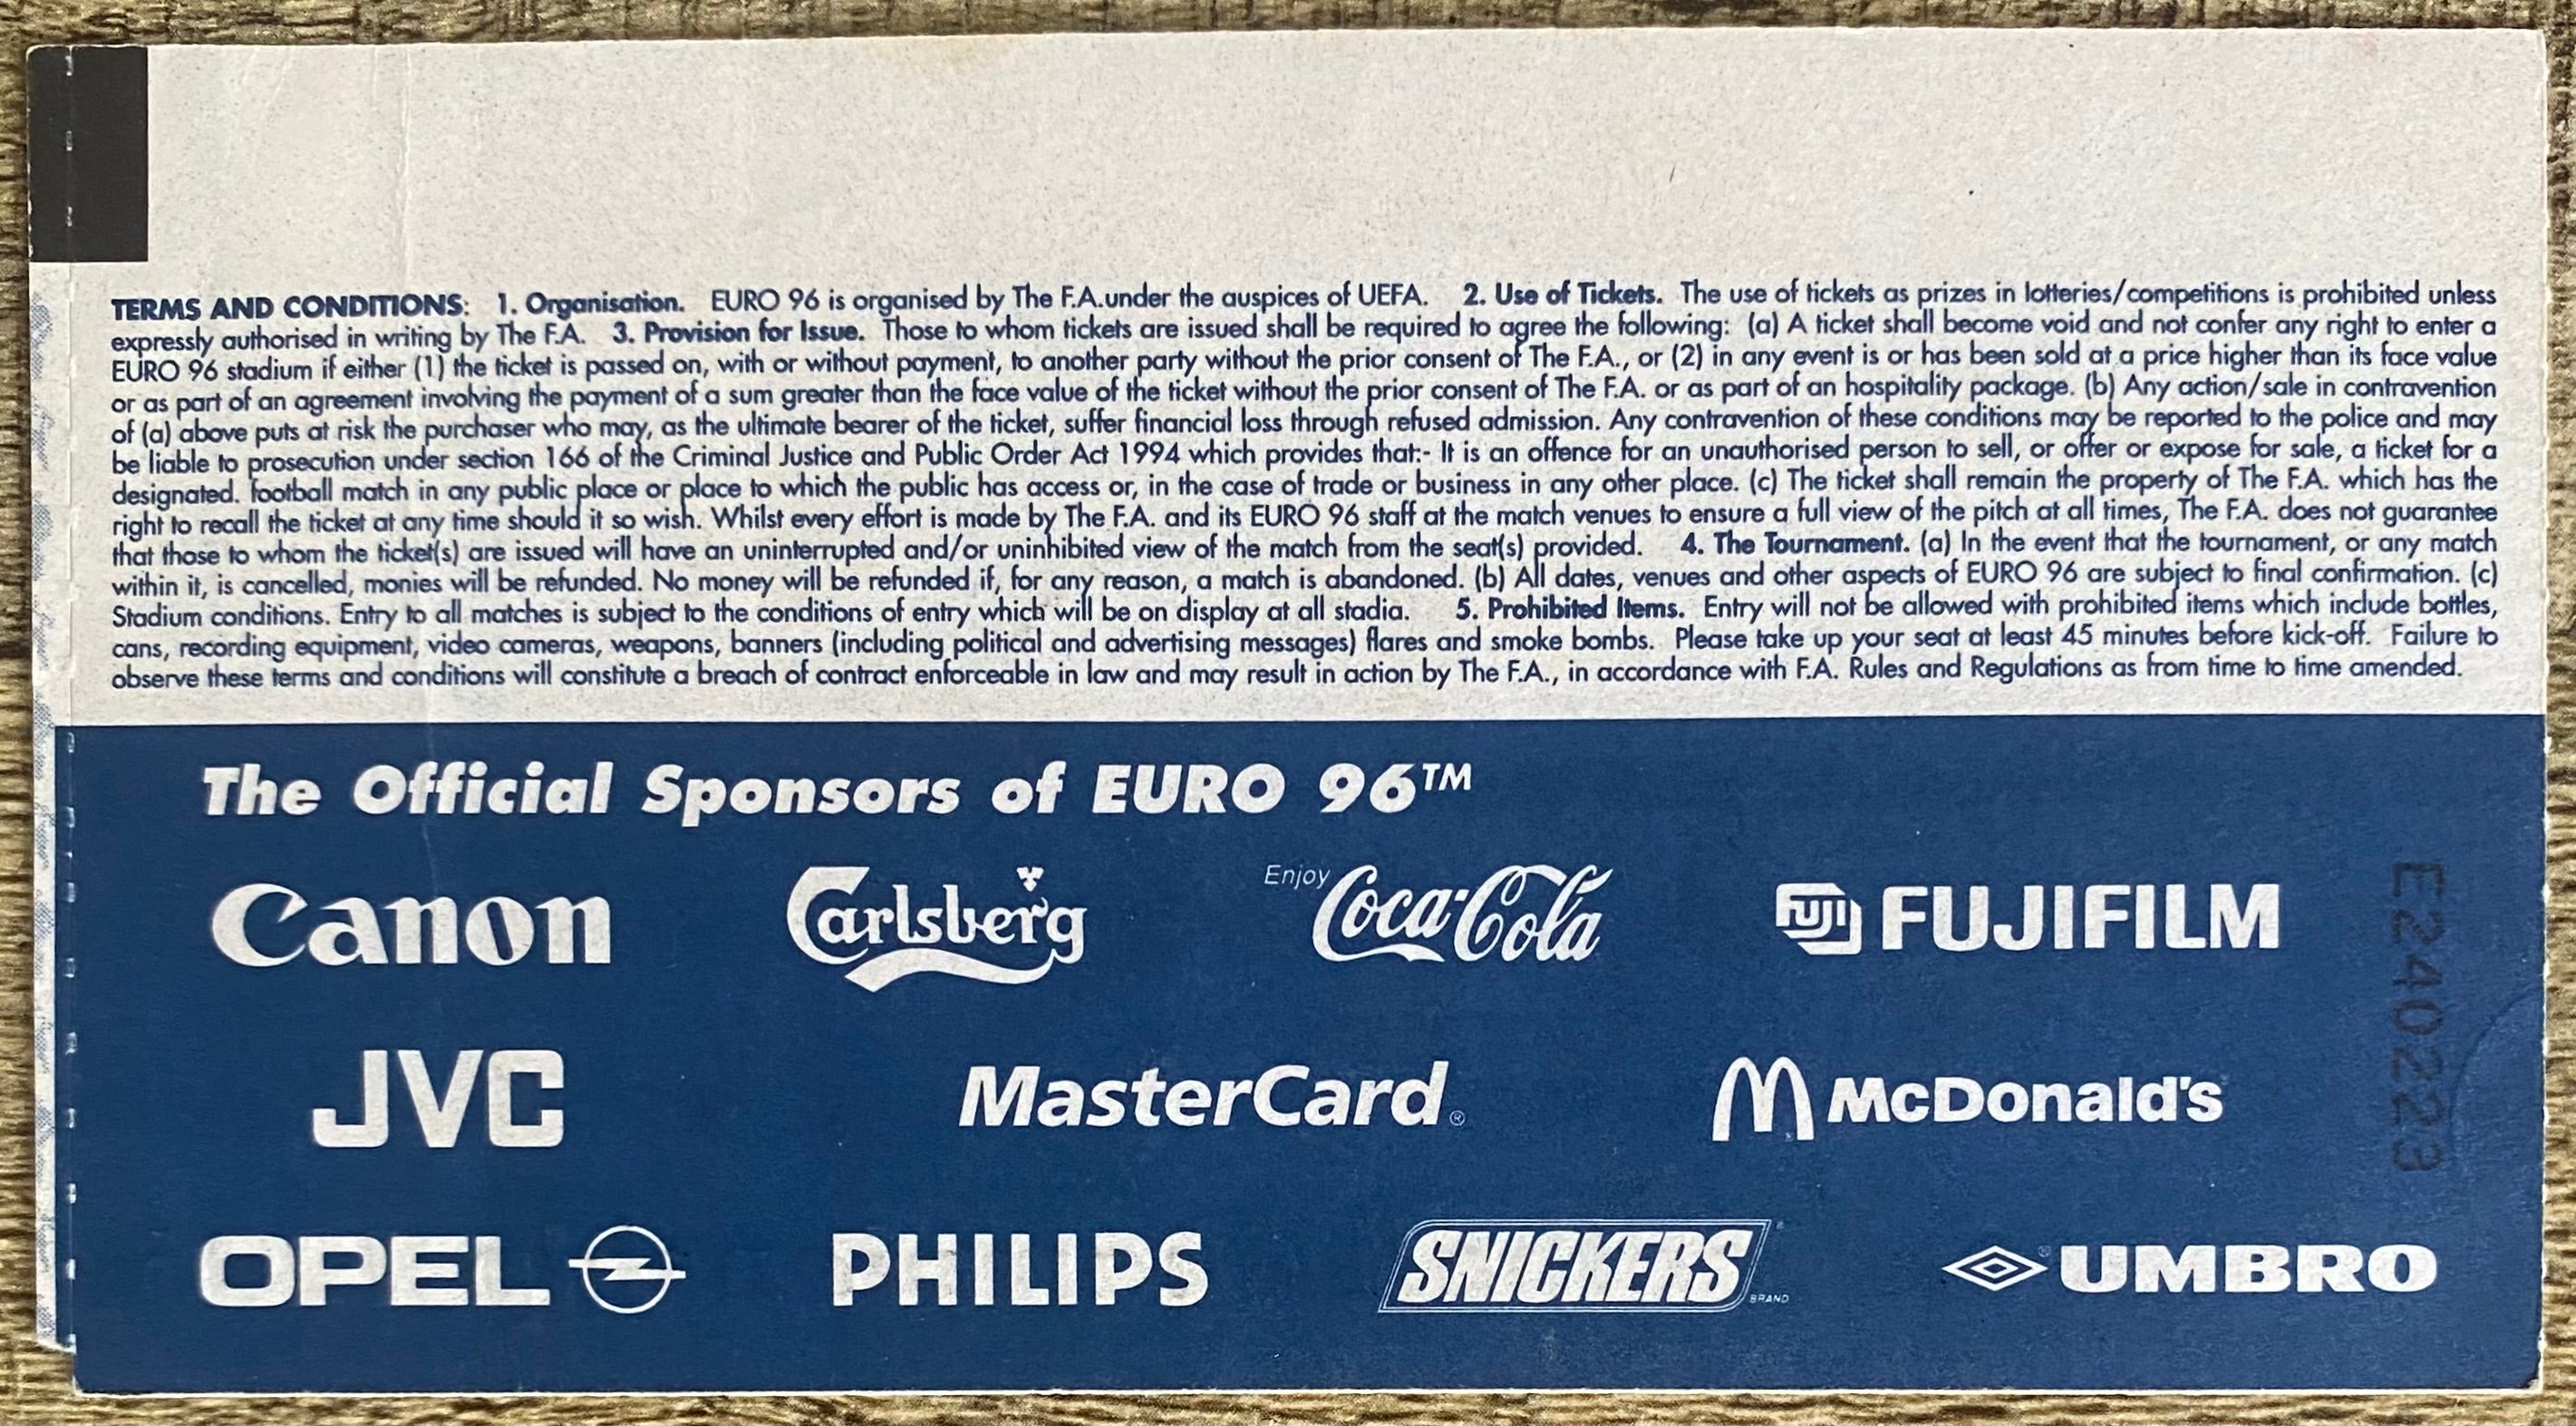 TERMS AND CONDITIONS: 1. Organisation. EURO 96 is organised by The F.A.under the auspices of UEFA. 2. Use of Tickets. The use of tickets as prizes in lotteries/competitions is prohibited unless
expressly authorised in writing by The F.A. 3. Provision for Issue. Those to whom tickets are issued shall be required to agree the following: (a) A ticket shall become void and not confer any right to enter a
EURO 96 stadium if either (1) the ticket is passed on, with or without payment, to another party without the prior consent of The F.A., or (2) in any event is or has been sold at a price higher than its face value
or as part of an agreement involving the payment of a sum greater than the face value of the ticket without the prior consent of The F.A. or as part of an hospitality package. (b) Any action/sale in contravention
of (a) above puts at risk the purchaser who may, as the ultimate bearer of the ticket, suffer financial loss through refused admission. Any contravention of these conditions may be reported to the police and may
be liable to prosecution under section 166 of the Criminal Justice and Public Order Act 1994 which provides that:- It is an offence for an unauthorised person to sell, or offer or expose for sale, a ticket for a
designated. football match in any public place or place to which the public has access or, in the case of trade or business in any other place. (c) The ticket shall remain the property of The F.A. which has the
right to recall the ticket at any time should it so wish. Whilst every effort is made by The F.A. and its EURO 96 staff at the match venues to ensure a full view of the pitch at all times, The F.A. does not guarantee
that those to whom the ticket(s) are issued will have an uninterrupted and/or uninhibited view of the match from the seat(s) provided. 4. The Tournament. (a) In the event that the tournament, or any match
within it, is cancelled, monies will be refunded. No money will be refunded if, for any reason, a match is abandoned. (b) All dates, venues and other aspects of EURO 96 are subject to final confirmation. (c)
Stadium conditions. Entry to all matches is subject to the conditions of entry which will be on display at all stadia. 5. Prohibited Items. Entry will not be allowed with prohibited items which include bottles,
cans, recording equipment, video cameras, weapons, banners (including political and advertising messages) flares and smoke bombs. Please take up your seat at least 45 minutes before kick-off. Failure to
observe these terms and conditions will constitute a breach of contract enforceable in law and may result in action by The F.A., in accordance with F.A. Rules and Regulations as from time to time amended.
The Official Sponsors of EURO 96™
Canon Carlsberg Enjoy Coca-Cola FUJI FUJIFILM
JVC MasterCard® McDonald's
OPEL PHILIPS SNICKERS® BRAND ®UMBRO
E240223